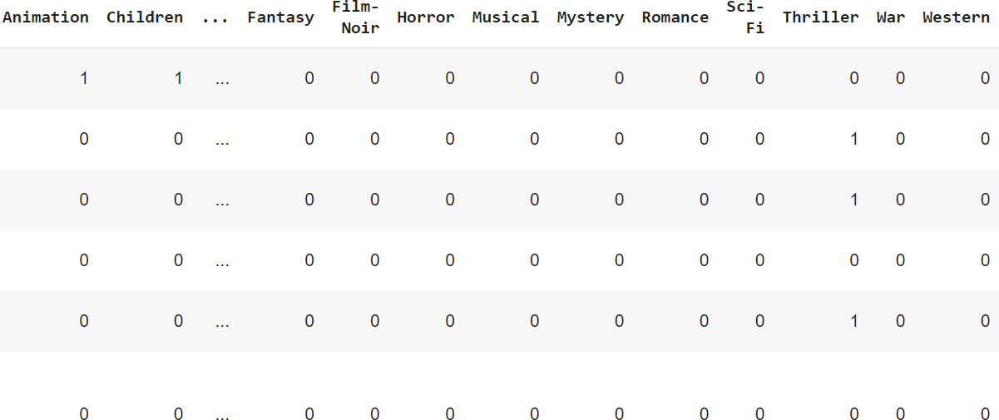 Animation Children ... Fantasy Film-Noir Horror Musical Mystery Romance Sci-Fi Thriller War Western
1 1 ... 0 0 0 0 0 0 0 0 0 0
0 0 ... 0 0 0 0 0 0 0 1 0 0
0 0 ... 0 0 0 0 0 0 0 1 0 0
0 0 ... 0 0 0 0 0 0 0 0 0 0
0 0 ... 0 0 0 0 0 0 0 1 0 0
0 0 ... 0 0 0 0 0 0 0 0 0 0